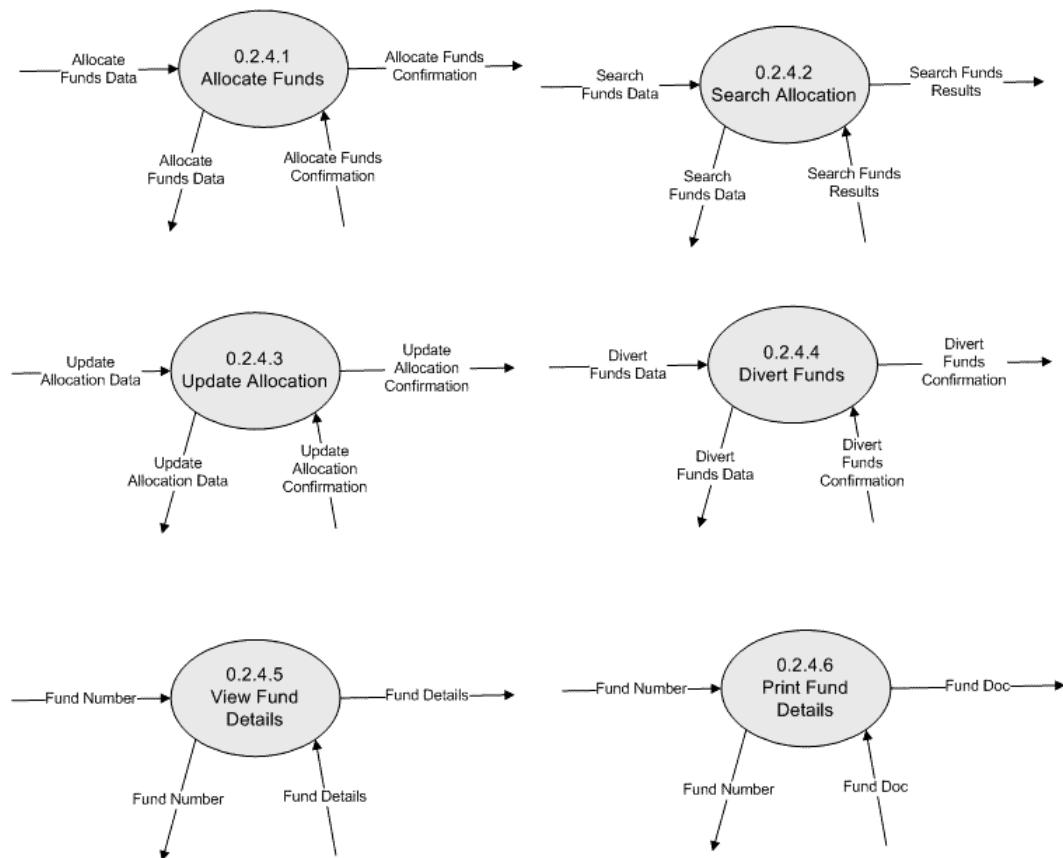 0.2.4.1
Allocate Funds
Allocate
Funds Data
Allocate Funds
Confirmation
Allocate
Funds Data
Allocate Funds
Confirmation
0.2.4.2
Search Allocation
Search
Funds Data
Search Funds
Results
Search
Funds Data
Search Funds
Results
0.2.4.3
Update Allocation
Update
Allocation Data
Update
Allocation
Confirmation
Update
Allocation Data
Update
Allocation
Confirmation
0.2.4.4
Divert Funds
Divert
Funds Data
Divert
Funds
Confirmation
Divert
Funds Data
Divert
Funds
Confirmation
0.2.4.5
View Fund
Details
Fund Number
Fund Details
Fund Number
Fund Details
0.2.4.6
Print Fund
Details
Fund Number
Fund Doc
Fund Number
Fund Doc